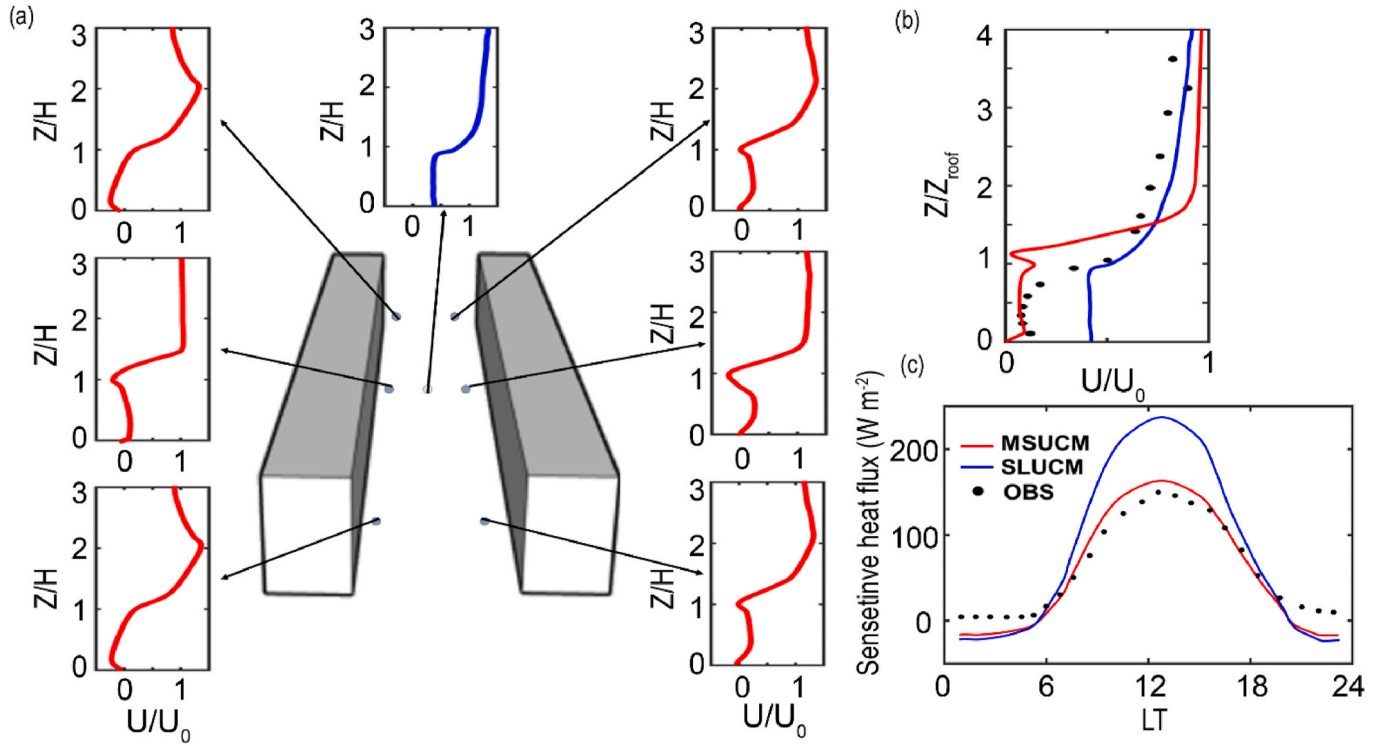 (a)
3
2
1
0
Z/H
0 1
3
2
1
0
Z/H
0 1
3
2
1
0
Z/H
0 1
3
2
1
0
Z/H
0 1
3
2
1
0
Z/H
0 1
U/U0
3
2
1
0
Z/H
0 1
3
2
1
0
Z/H
0 1
U/U0
(b)
4
3
2
1
0
Z/Zroof
0 1
U/U0
(c)
Sensetinve heat flux (W m-2)
200
100
0
MSUCM
SLUCM
OBS
0 6 12 18 24
LT